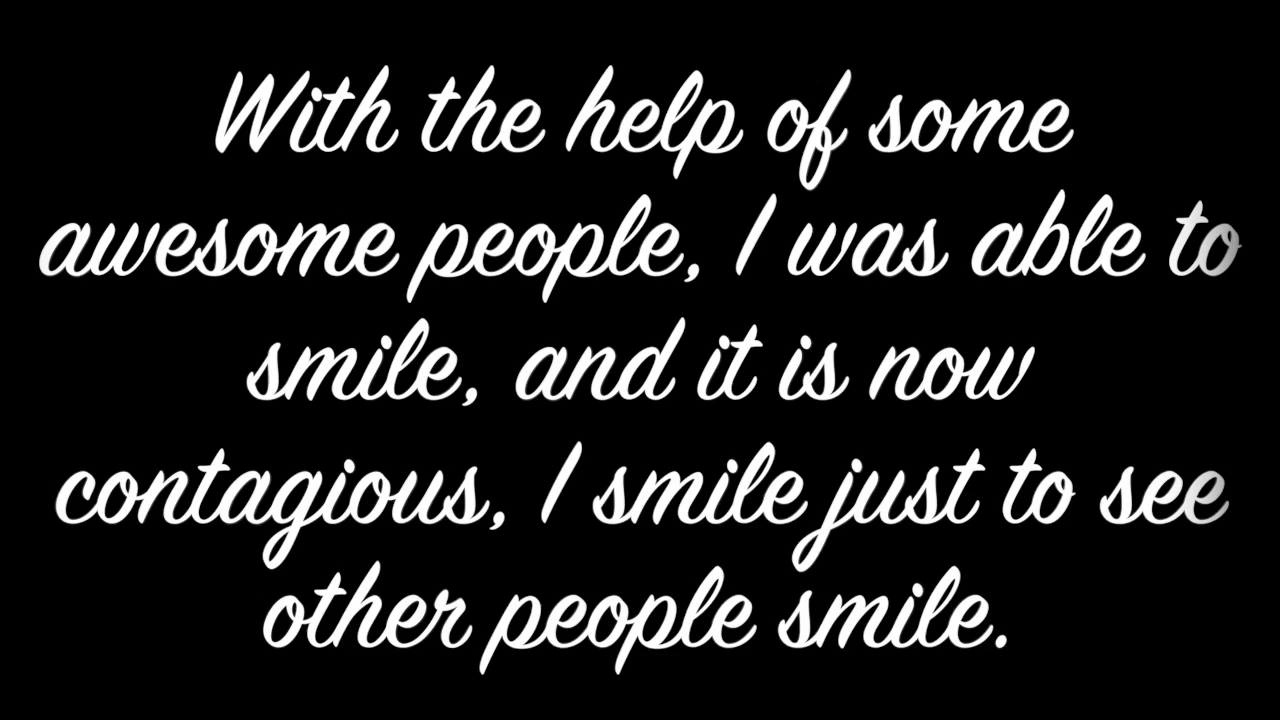 With the help of some
awesome people, I was able to
smile, and it is now
contagious, I smile just to see
other people smile.